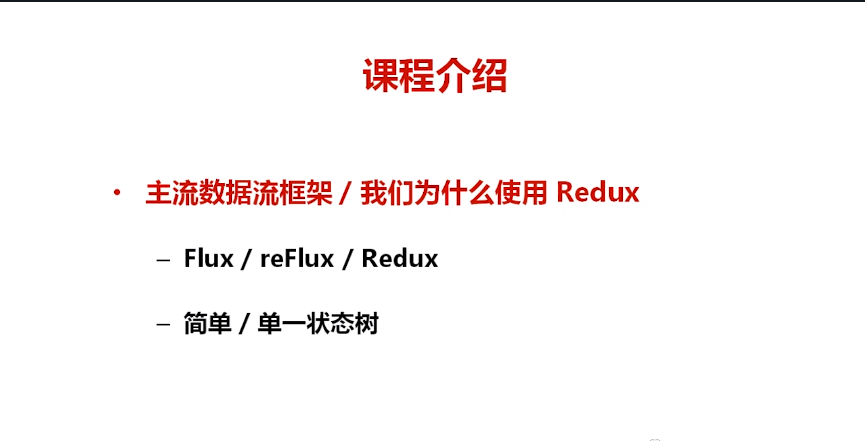 课程介绍
• 主流数据流框架 / 我们为什么使用 Redux
– Flux / reFlux / Redux
– 简单 / 单一状态树